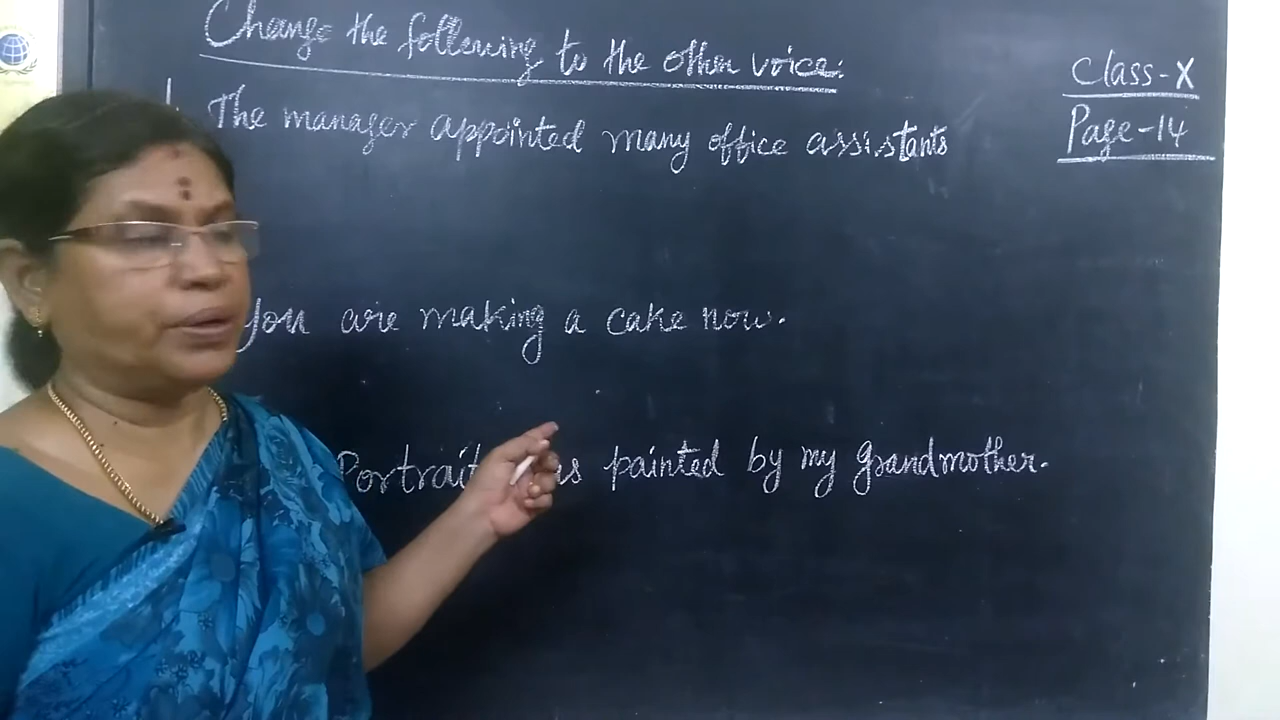 Change the following to the other voice:
Class-X
Page-14
1. The manager appointed many office assistants
You are making a cake now.
Portrait painted by my grandmother.